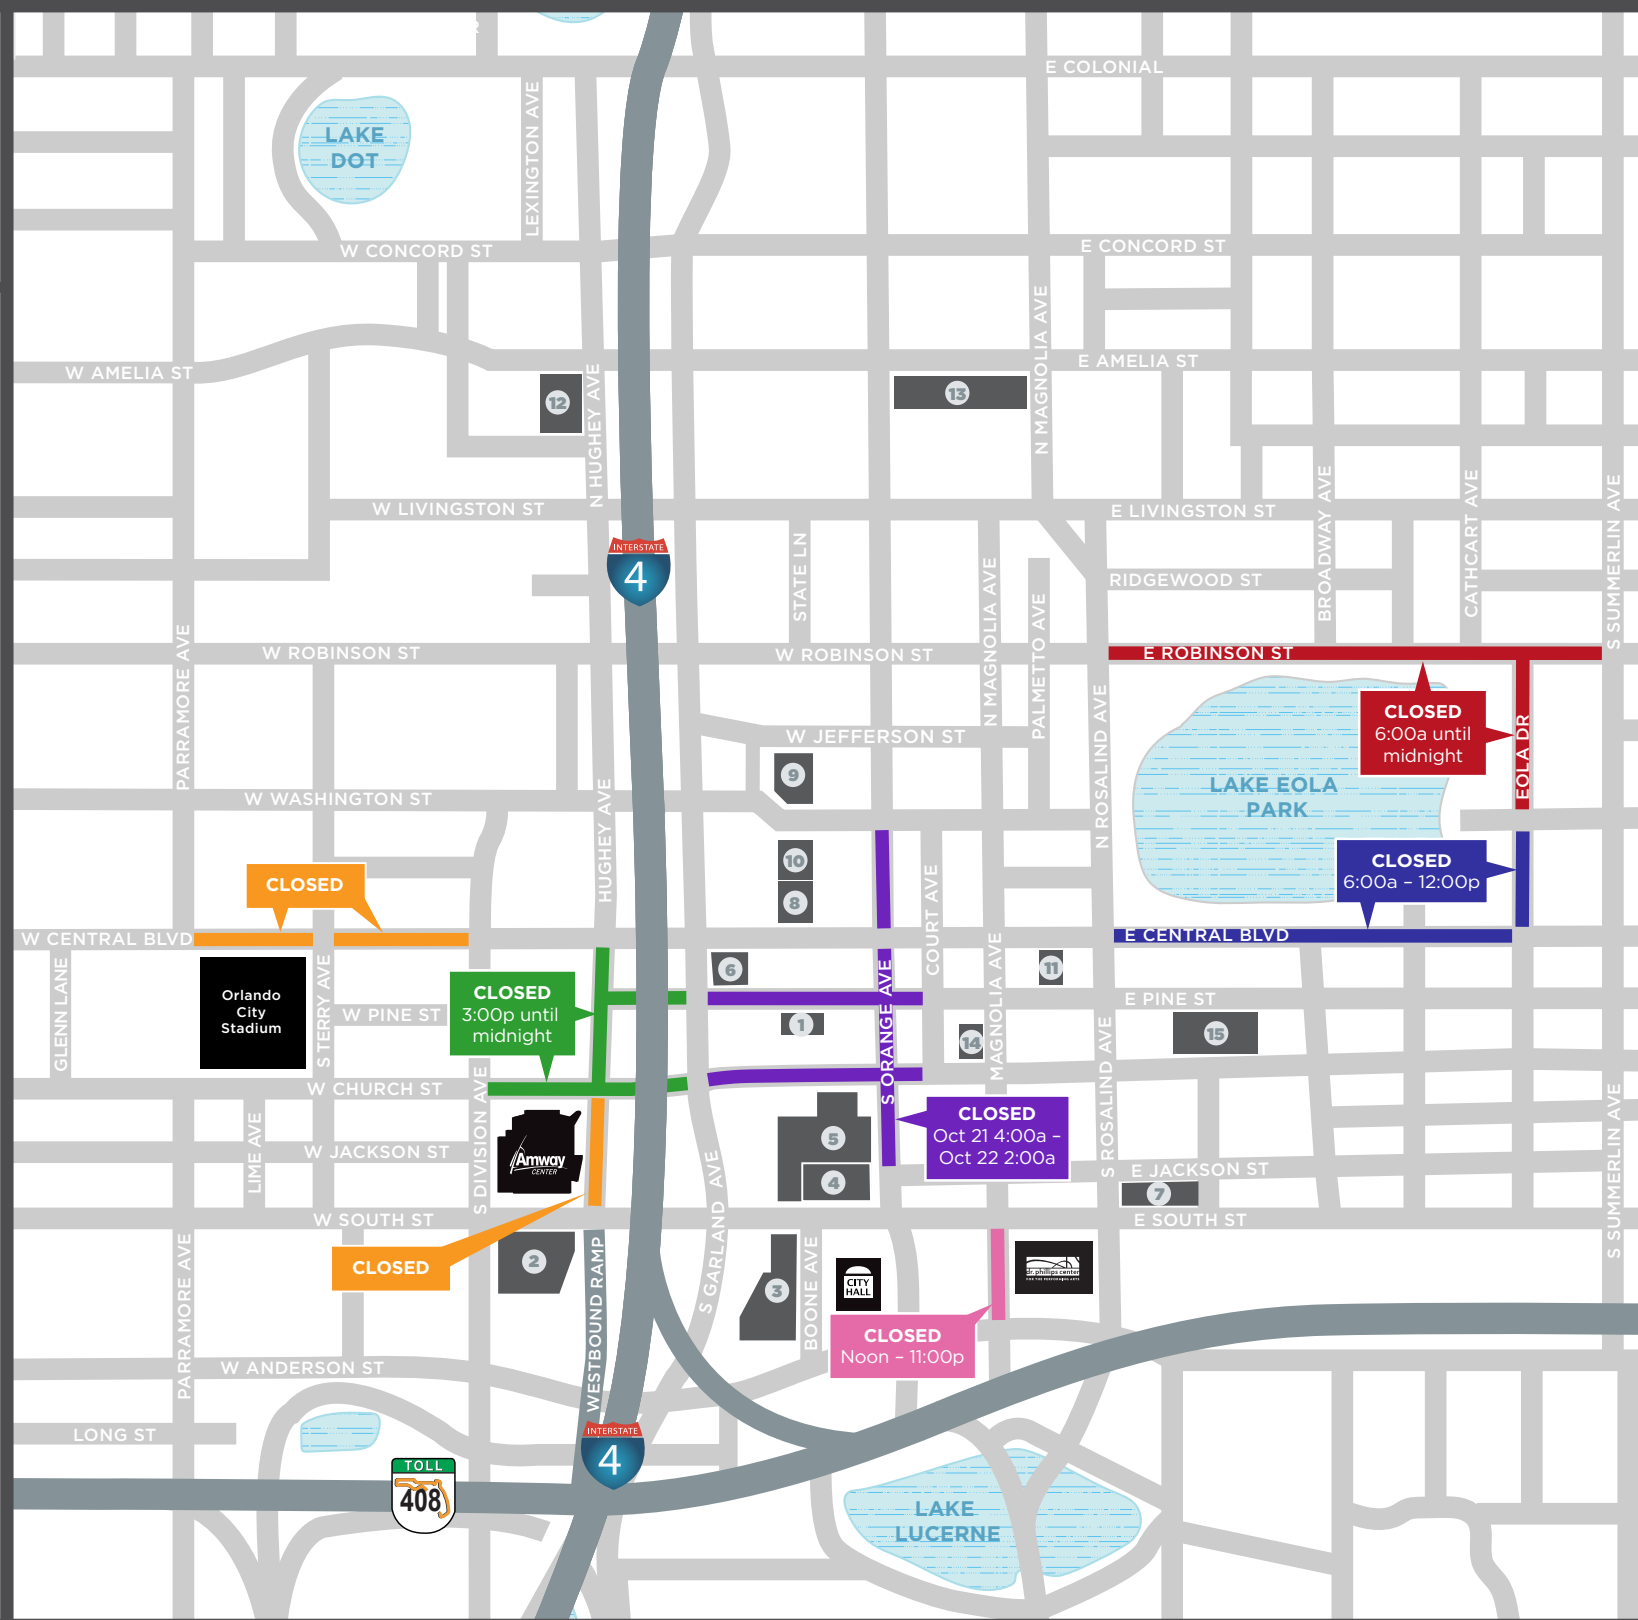 E COLONIAL
LEXINGTON AVE
LAKE
DOT
W CONCORD ST
E CONCORD ST
N MAGNOLIA AVE
W AMELIA ST
E AMELIA ST
12
13
N HUGHEY AVE
W LIVINGSTON ST
E LIVINGSTON ST
BROADWAY AVE
CATHCART AVE
S SUMMERLIN AVE
INTERSTATE
4
STATE LN
N MAGNOLIA AVE
PALMETTO AVE
RIDGEWOOD ST
PARRAMORE AVE
W ROBINSON ST
W ROBINSON ST
E ROBINSON ST
N ROSALIND AVE
CLOSED
6:00a until
midnight
EOLA DR
W JEFFERSON ST
9
LAKE EOLA
PARK
W WASHINGTON ST
HUGHEY AVE
10
8
COURT AVE
CLOSED
6:00a – 12:00p
CLOSED
W CENTRAL BLVD
E CENTRAL BLVD
GLENN LANE
Orlando
City
Stadium
S TERRY AVE
W PINE ST
CLOSED
3:00p until
midnight
6
1
S ORANGE AVE
MAGNOLIA AVE
11
14
E PINE ST
15
S ROSALIND AVE
W CHURCH ST
S DIVISION AVE
LIME AVE
W JACKSON ST
Amway
CENTER
5
4
CLOSED
Oct 21 4:00a –
Oct 22 2:00a
E JACKSON ST
7
S SUMMERLIN AVE
W SOUTH ST
E SOUTH ST
S GARLAND AVE
PARRAMORE AVE
CLOSED
2
WESTBOUND RAMP
3
BOONE AVE
CITY
HALL
dr. phillips center
FOR THE PERFORMING ARTS
CLOSED
Noon – 11:00p
W ANDERSON ST
LONG ST
INTERSTATE
4
TOLL
408
LAKE
LUCERNE